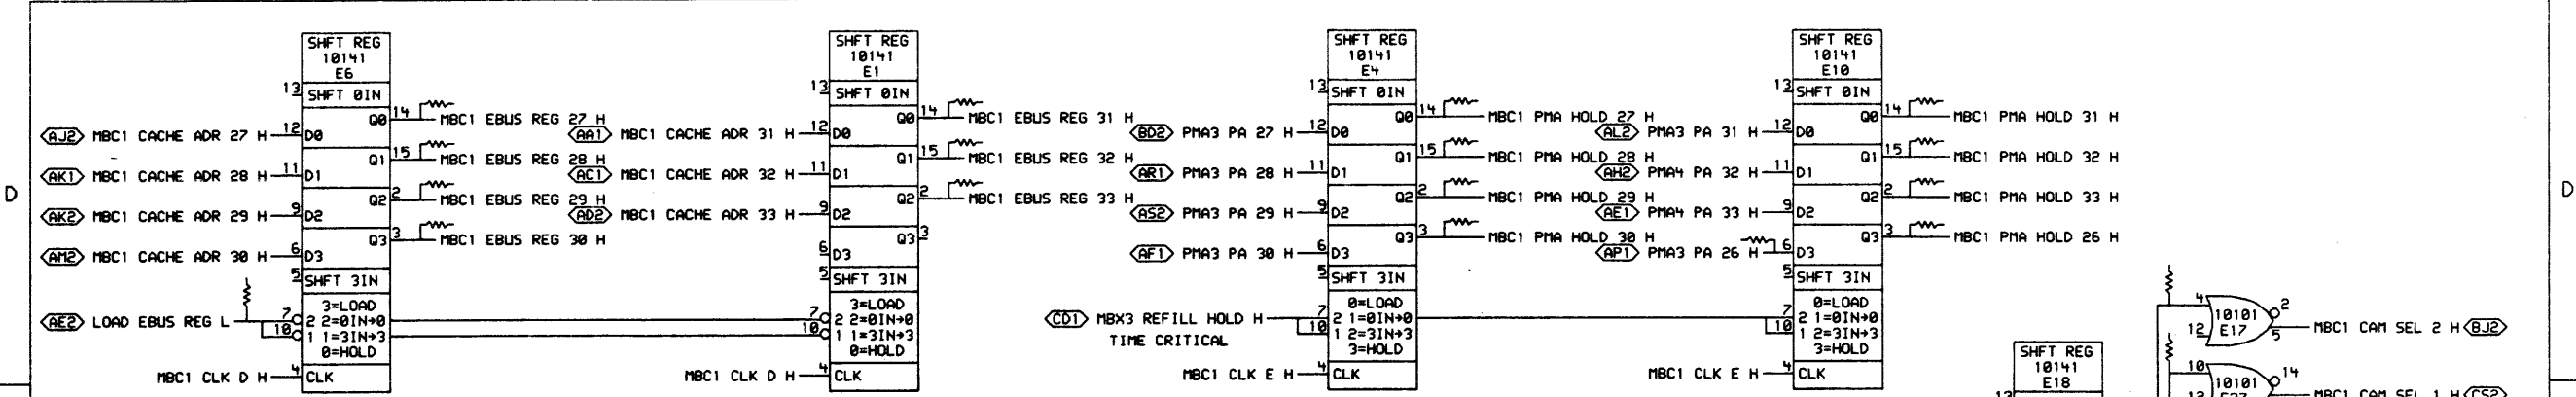 D
SHFT REG
10141
E6
13
SHFT 0IN
AJ2 MBC1 CACHE ADR 27 H 12 D0
Q0 14 MBC1 EBUS REG 27 H
AK1 MBC1 CACHE ADR 28 H 11 D1
Q1 15 MBC1 EBUS REG 28 H
AK2 MBC1 CACHE ADR 29 H 9 D2
Q2 2 MBC1 EBUS REG 29 H
AM2 MBC1 CACHE ADR 30 H 6 D3
Q3 3 MBC1 EBUS REG 30 H
5
SHFT 3IN
3=LOAD
AE2 LOAD EBUS REG L 7 2 2=0IN→0
10 1 1=3IN→3
0=HOLD
MBC1 CLK D H 4 CLK
SHFT REG
10141
E1
13
SHFT 0IN
AA1 MBC1 CACHE ADR 31 H 12 D0
Q0 14 MBC1 EBUS REG 31 H
AC1 MBC1 CACHE ADR 32 H 11 D1
Q1 15 MBC1 EBUS REG 32 H
AD2 MBC1 CACHE ADR 33 H 9 D2
Q2 2 MBC1 EBUS REG 33 H
6 D3
Q3 3
5
SHFT 3IN
3=LOAD
7 2 2=0IN→0
10 1 1=3IN→3
0=HOLD
MBC1 CLK D H 4 CLK
SHFT REG
10141
E4
13
SHFT 0IN
BD2 PMA3 PA 27 H 12 D0
Q0 14 MBC1 PMA HOLD 27 H
AR1 PMA3 PA 28 H 11 D1
Q1 15 MBC1 PMA HOLD 28 H
AS2 PMA3 PA 29 H 9 D2
Q2 2 MBC1 PMA HOLD 29 H
AF1 PMA3 PA 30 H 6 D3
Q3 3 MBC1 PMA HOLD 30 H
5
SHFT 3IN
0=LOAD
CD1 MBX3 REFILL HOLD H 7 2 1=0IN→0
TIME CRITICAL 10 1 2=3IN→3
3=HOLD
MBC1 CLK E H 4 CLK
SHFT REG
10141
E10
13
SHFT 0IN
AL2 PMA3 PA 31 H 12 D0
Q0 14 MBC1 PMA HOLD 31 H
AH2 PMA4 PA 32 H 11 D1
Q1 15 MBC1 PMA HOLD 32 H
AE1 PMA4 PA 33 H 9 D2
Q2 2 MBC1 PMA HOLD 33 H
AP1 PMA3 PA 26 H 6 D3
Q3 3 MBC1 PMA HOLD 26 H
5
SHFT 3IN
0=LOAD
7 2 1=0IN→0
10 1 2=3IN→3
3=HOLD
MBC1 CLK E H 4 CLK
SHFT REG
10141
E18
13
4 2
10101
12 E17 5 MBC1 CAM SEL 2 H BJ2
10 14
10101
MBC1 CAM SEL 1 H CS2
D